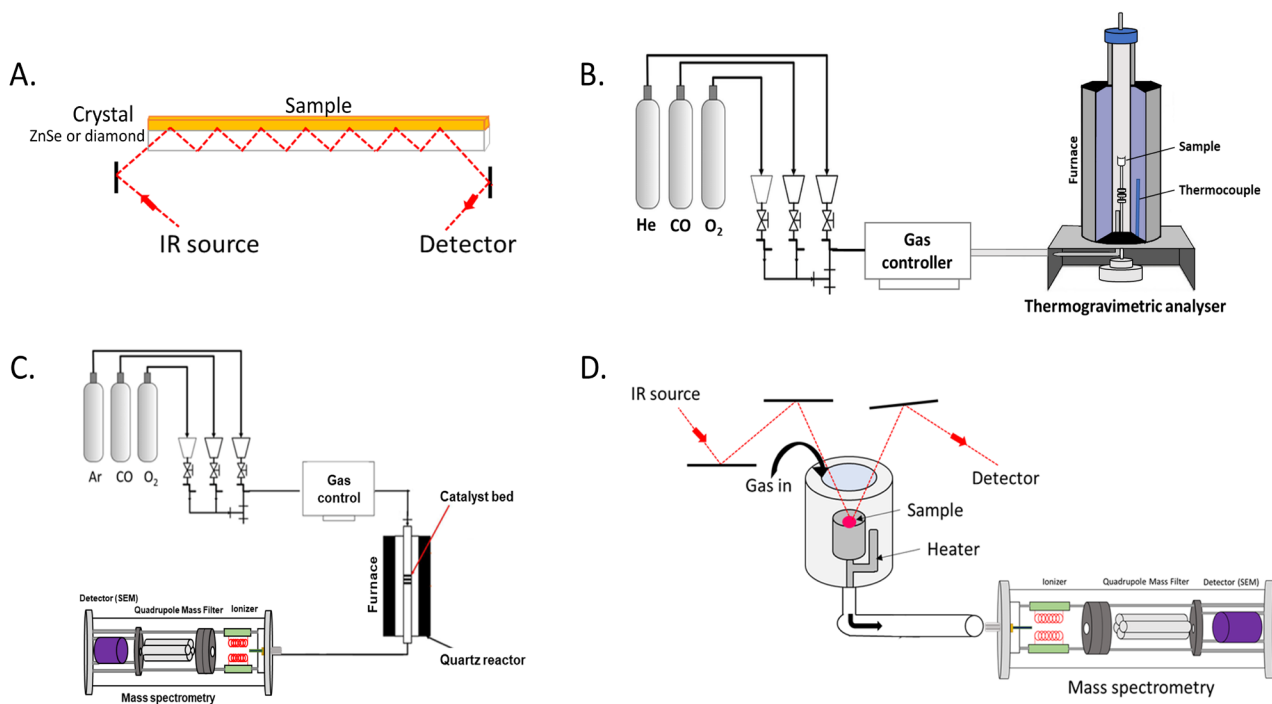 A.
Crystal
ZnSe or diamond
Sample
IR source
Detector
B.
He
CO
O₂
Gas
controller
Furnace
Sample
Thermocouple
Thermogravimetric analyser
C.
Ar
CO
O₂
Gas
control
Catalyst bed
Furnace
Quartz reactor
Detector (SEM)
Quadrupole Mass Filter
Ionizer
Mass spectrometry
D.
IR source
Gas in
Detector
Sample
Heater
Ionizer
Quadrupole Mass Filter
Detector (SEM)
Mass spectrometry